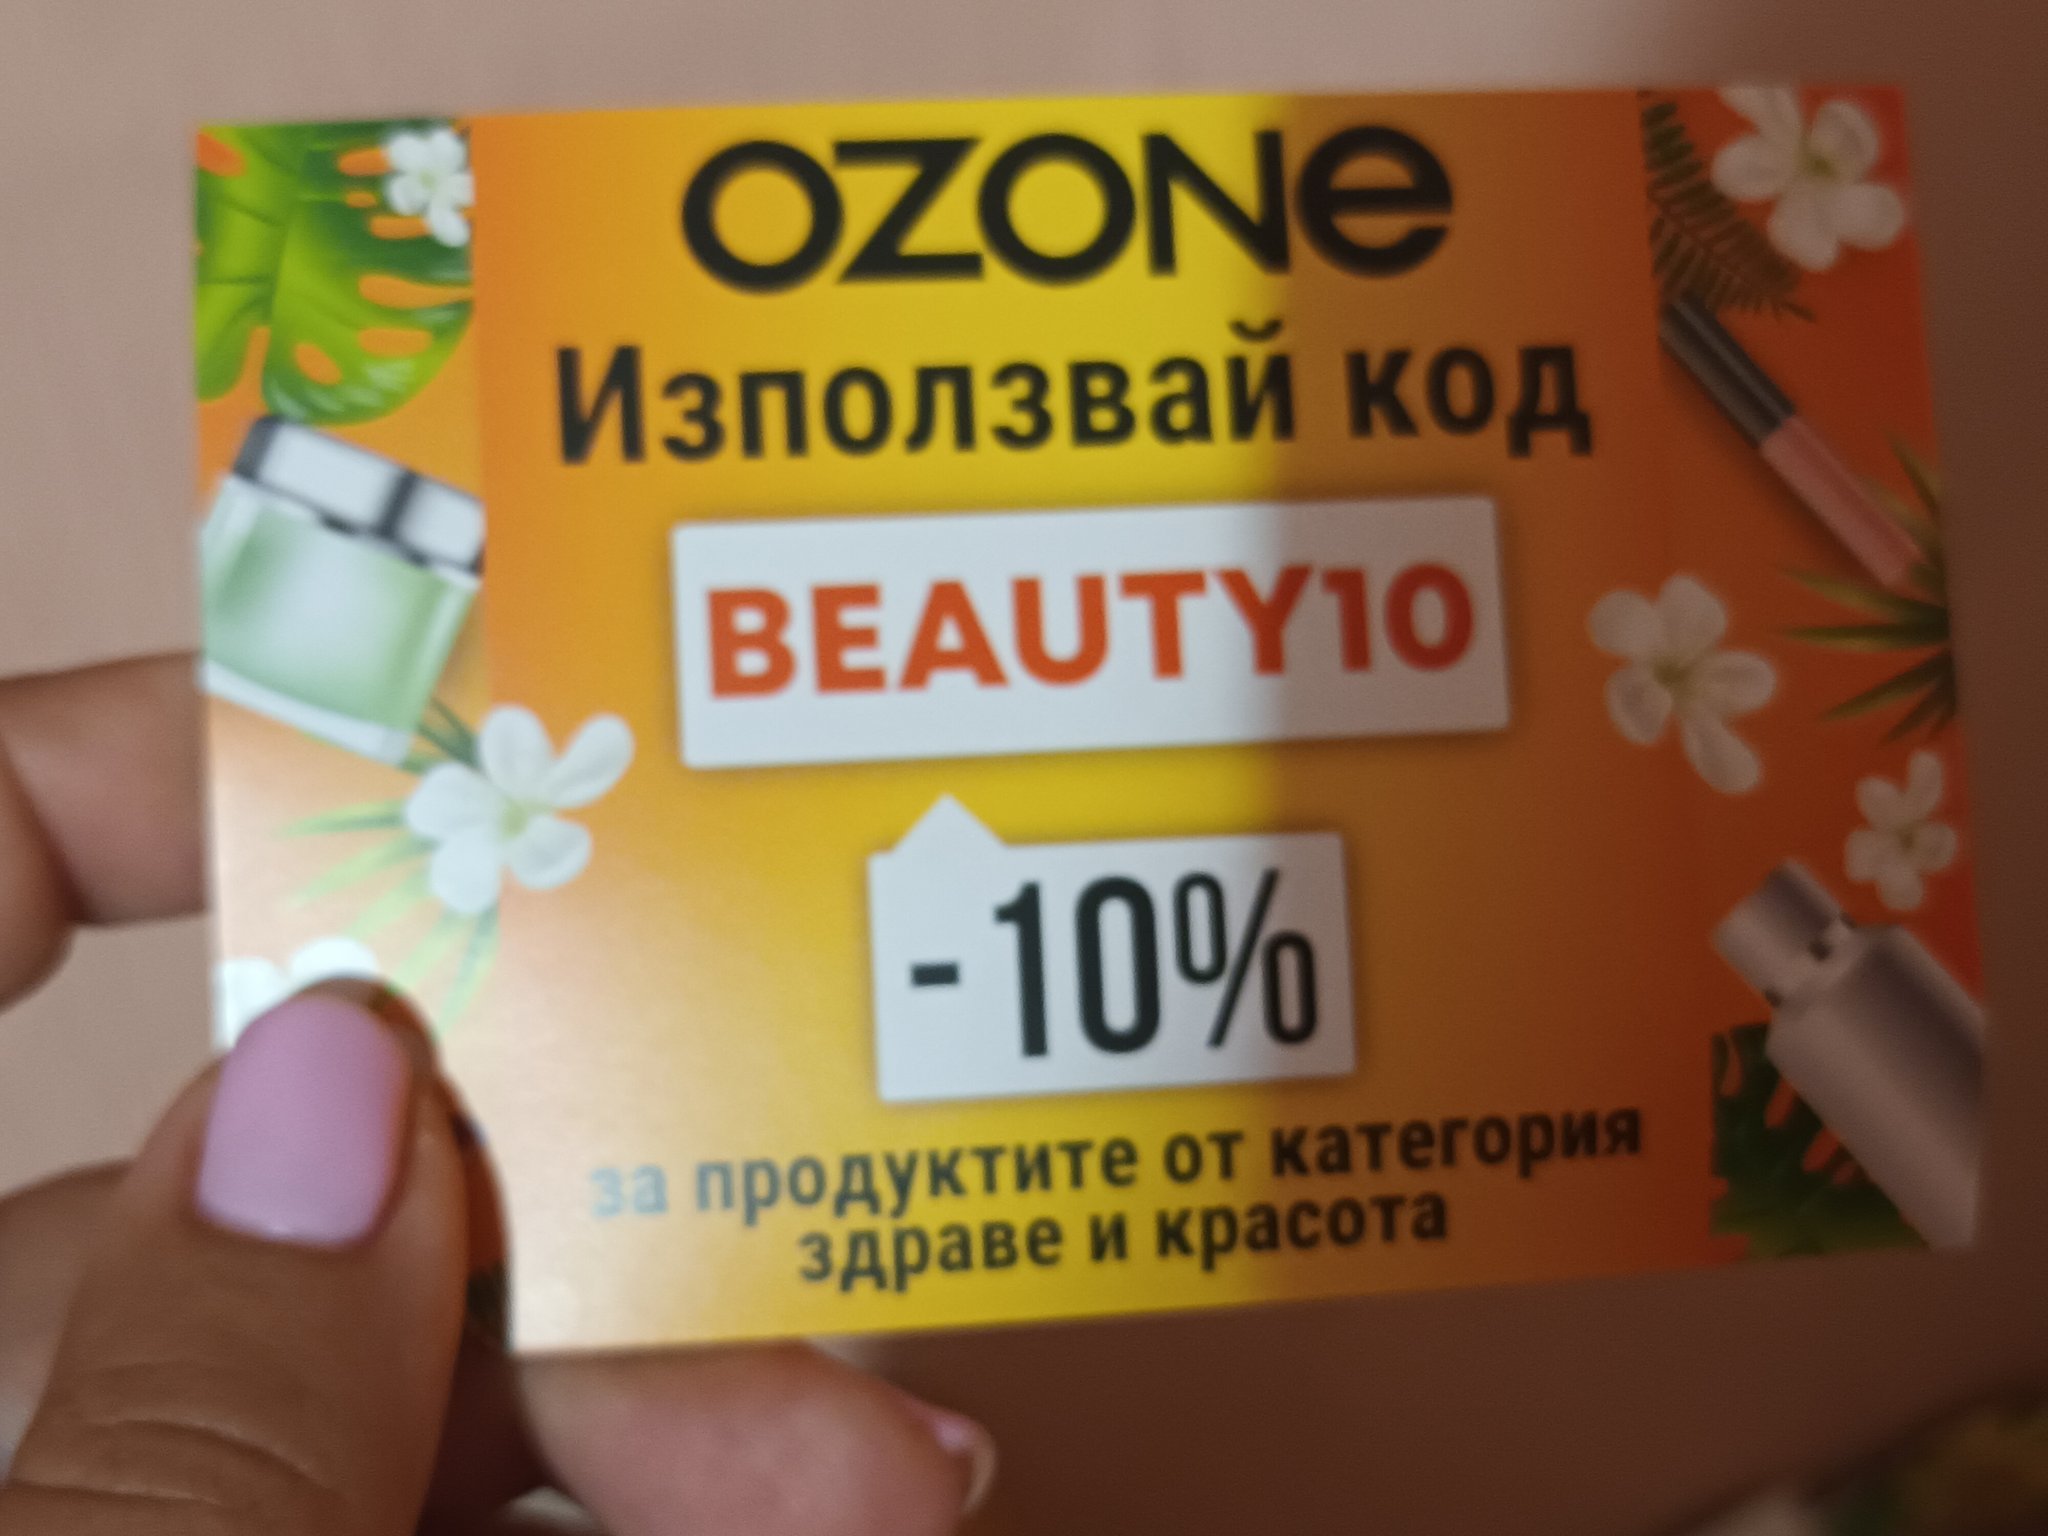 OZONe
Използвай код
BEAUTY10
-10%
за продуктите от категория
здраве и красота